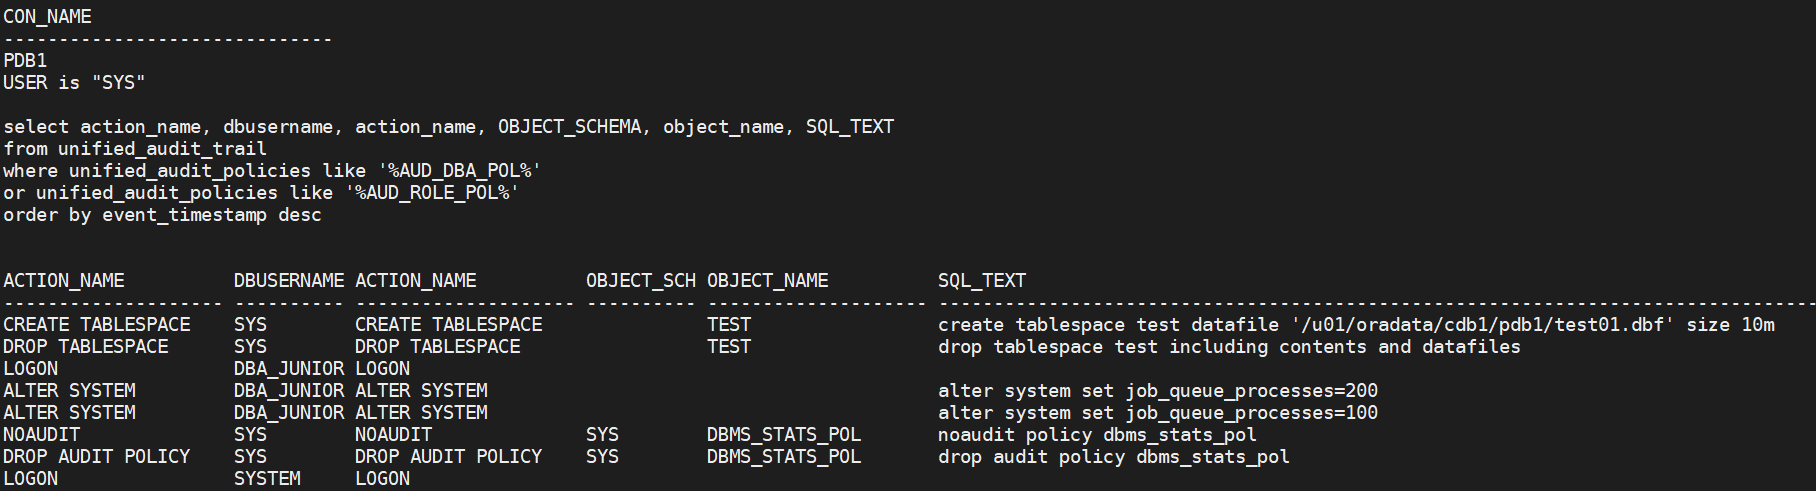 CON_NAME
------------------------------
PDB1
USER is "SYS"
select action_name, dbusername, action_name, OBJECT_SCHEMA, object_name, SQL_TEXT
from unified_audit_trail
where unified_audit_policies like '%AUD_DBA_POL%'
or unified_audit_policies like '%AUD_ROLE_POL%'
order by event_timestamp desc
ACTION_NAME          DBUSERNAME ACTION_NAME          OBJECT_SCH OBJECT_NAME          SQL_TEXT
-------------------- ---------- -------------------- ---------- -------------------- --------------------------------------------------------------------------------
CREATE TABLESPACE    SYS        CREATE TABLESPACE               TEST                 create tablespace test datafile '/u01/oradata/cdb1/pdb1/test01.dbf' size 10m
DROP TABLESPACE      SYS        DROP TABLESPACE                 TEST                 drop tablespace test including contents and datafiles
LOGON                DBA_JUNIOR LOGON
ALTER SYSTEM         DBA_JUNIOR ALTER SYSTEM                                         alter system set job_queue_processes=200
ALTER SYSTEM         DBA_JUNIOR ALTER SYSTEM                                         alter system set job_queue_processes=100
NOAUDIT              SYS        NOAUDIT              SYS        DBMS_STATS_POL       noaudit policy dbms_stats_pol
DROP AUDIT POLICY    SYS        DROP AUDIT POLICY    SYS        DBMS_STATS_POL       drop audit policy dbms_stats_pol
LOGON                SYSTEM     LOGON